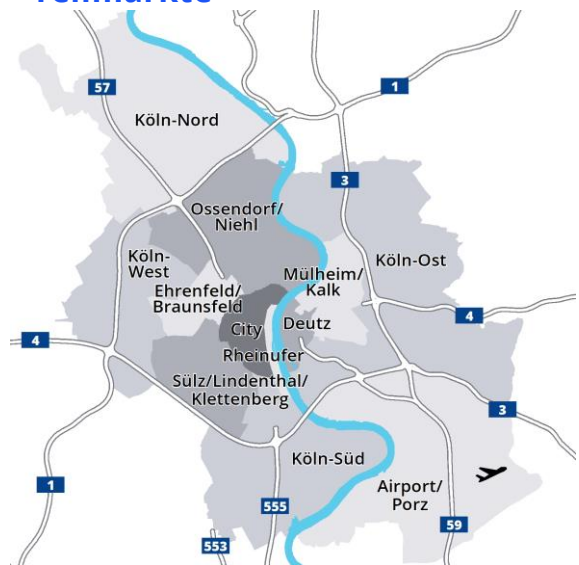 Teilmärkte
57
1
Köln-Nord
3
Ossendorf/
Niehl
Köln-
West
Köln-Ost
Mülheim/
Kalk
Ehrenfeld/
Braunsfeld
4
City
Deutz
4
Rheinufer
Sülz/Lindenthal/
Klettenberg
3
Köln-Süd
1
Airport/
Porz
555
59
553